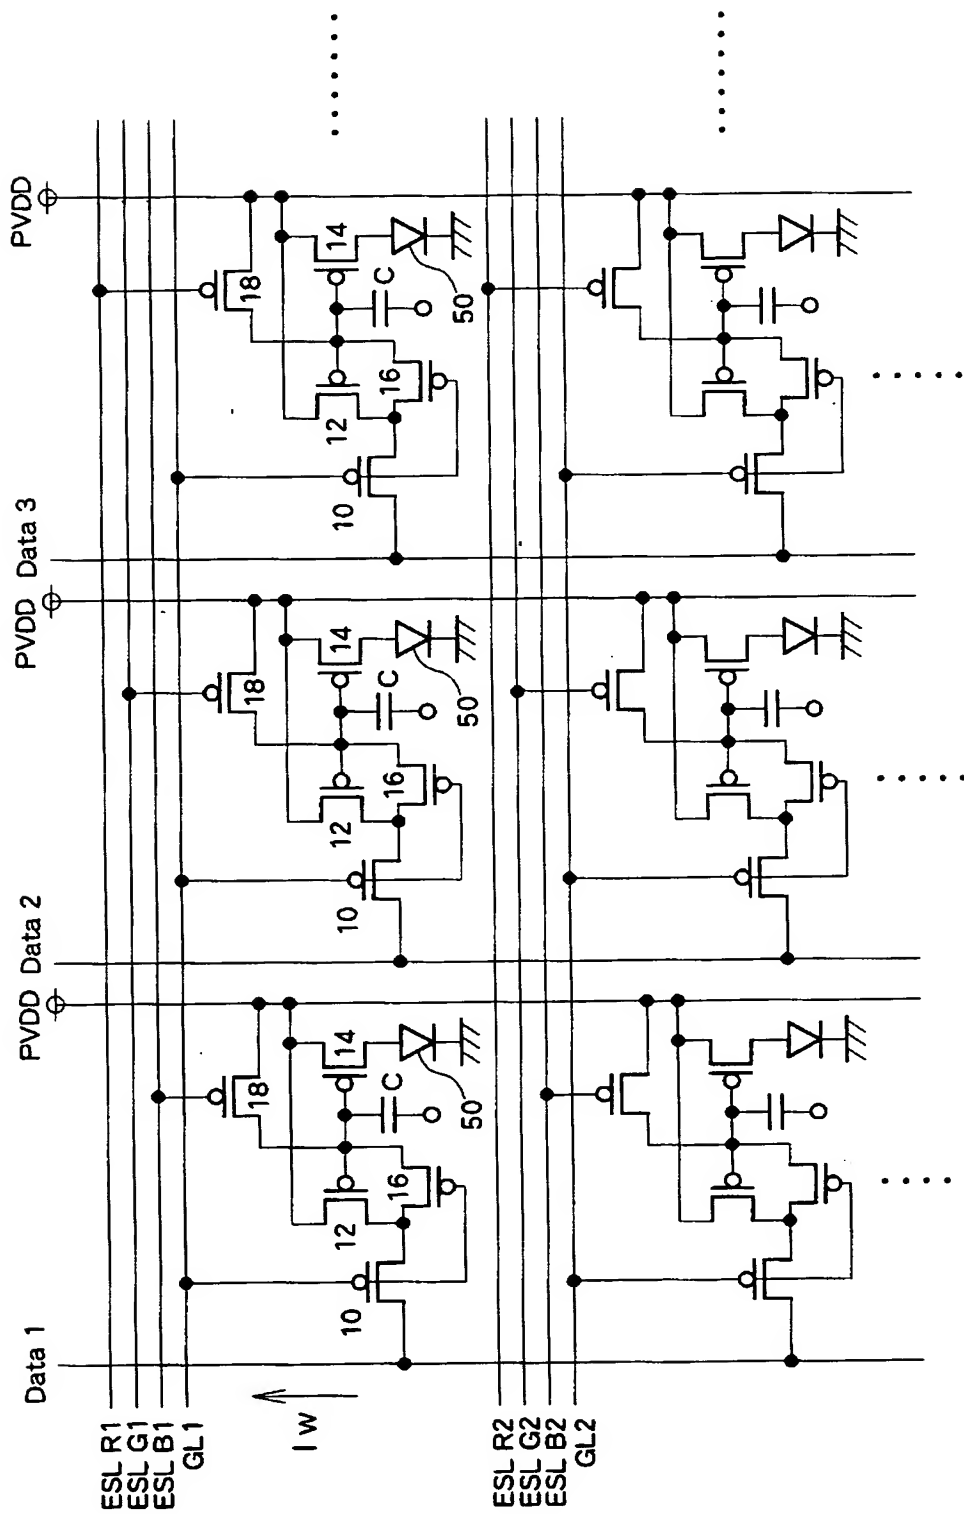 Data 1
PVDD
Data 2
PVDD
Data 3
PVDD
ESL R1
ESL G1
ESL B1
GL1
I W
10
12
16
18
14
C
50
10
12
16
18
14
C
50
10
12
16
18
14
C
50
ESL R2
ESL G2
ESL B2
GL2